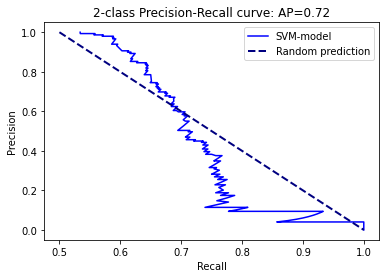 2-class Precision-Recall curve: AP=0.72
SVM-model
Random prediction
Precision
1.0
0.8
0.6
0.4
0.2
0.0
0.5 0.6 0.7 0.8 0.9 1.0
Recall